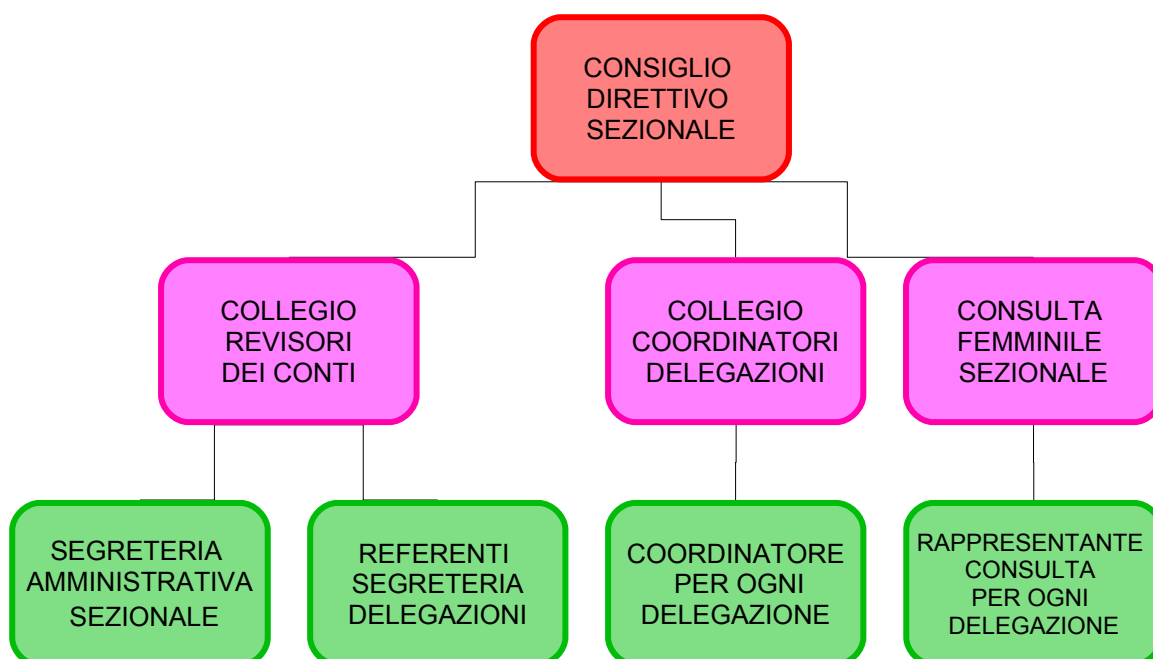 CONSIGLIO
DIRETTIVO
SEZIONALE
COLLEGIO
REVISORI
DEI CONTI
COLLEGIO
COORDINATORI
DELEGAZIONI
CONSULTA
FEMMINILE
SEZIONALE
SEGRETERIA
AMMINISTRATIVA
SEZIONALE
REFERENTI
SEGRETERIA
DELEGAZIONI
COORDINATORE
PER OGNI
DELEGAZIONE
RAPPRESENTANTE
CONSULTA
PER OGNI
DELEGAZIONE